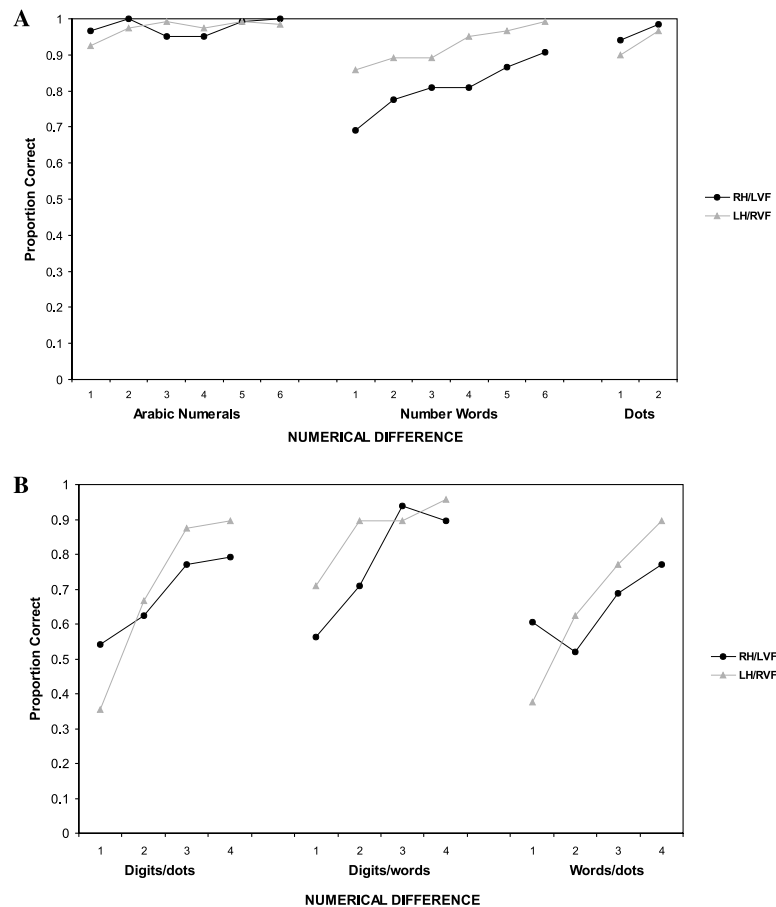 A
1
0.9
0.8
0.7
0.6
0.5
0.4
0.3
0.2
0.1
0
Proportion Correct
1 2 3 4 5 6 1 2 3 4 5 6 1 2
Arabic Numerals Number Words Dots
NUMERICAL DIFFERENCE
RH/LVF
LH/RVF
B
1
0.9
0.8
0.7
0.6
0.5
0.4
0.3
0.2
0.1
0
Proportion Correct
1 2 3 4 1 2 3 4 1 2 3 4
Digits/dots Digits/words Words/dots
NUMERICAL DIFFERENCE
RH/LVF
LH/RVF